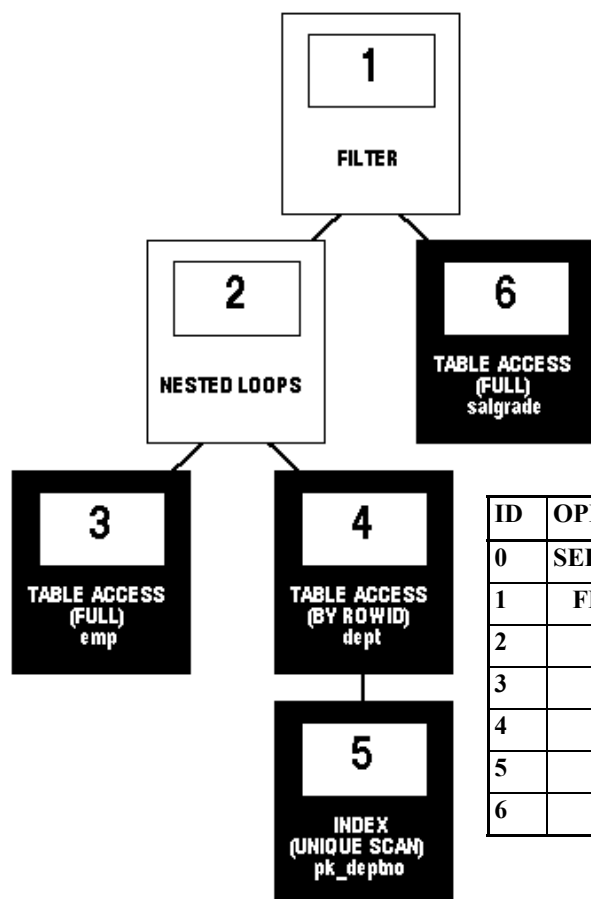 1
FILTER
2
NESTED LOOPS
6
TABLE ACCESS
(FULL)
salgrade
3
TABLE ACCESS
(FULL)
emp
4
TABLE ACCESS
(BY ROWID)
dept
5
INDEX
(UNIQUE SCAN)
pk_deptno
ID
0
1
2
3
4
5
6